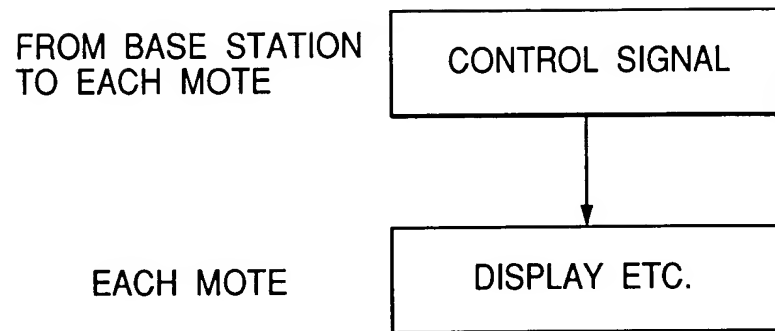 FROM BASE STATION
TO EACH MOTE
CONTROL SIGNAL
EACH MOTE
DISPLAY ETC.